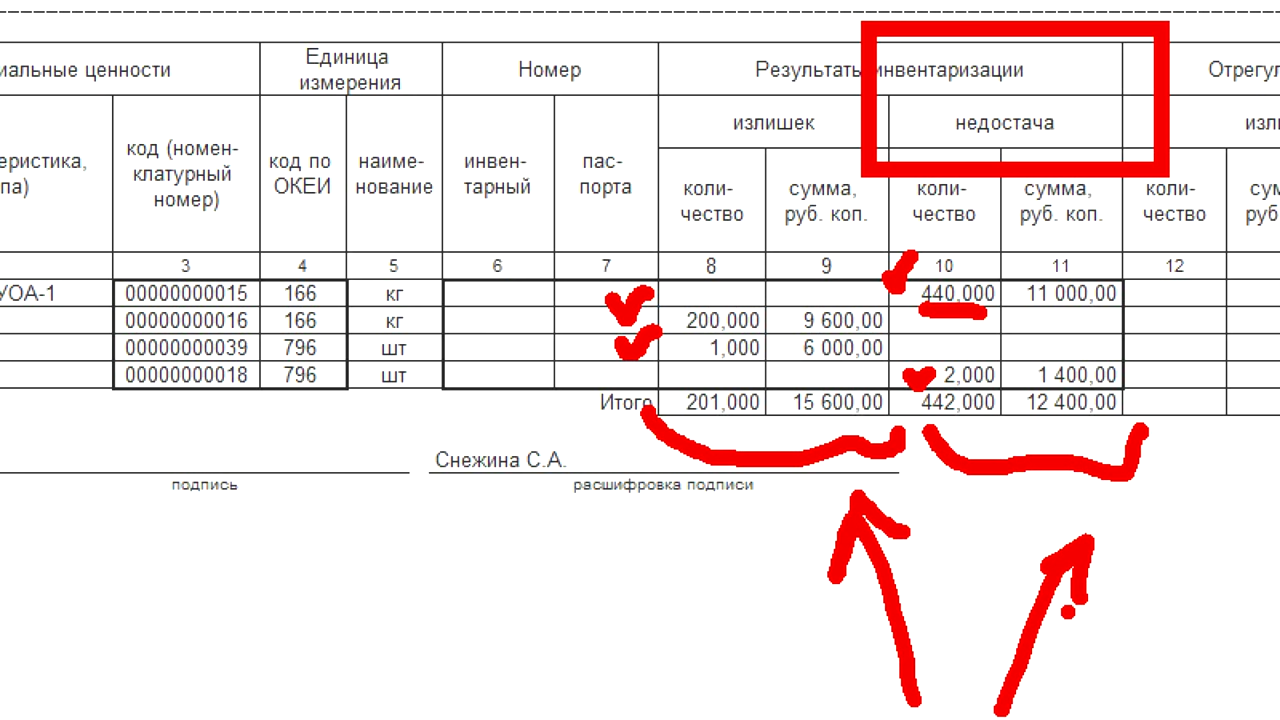 иальные ценности Единица измерения Номер Результаты инвентаризации Отрегул
еристика, па) код (номен-клатурный номер) код по ОКЕИ наиме-нование инвен-тарный пас-порта излишек недостача изли
коли-чество сумма, руб. коп. коли-чество сумма, руб. коп. коли-чество сум руб
3 4 5 6 7 8 9 10 11 12
УОА-1 00000000015 166 кг 440,000 11 000,00
00000000016 166 кг 200,000 9 600,00
00000000039 796 шт 1,000 6 000,00
00000000018 796 шт 2,000 1 400,00
Итого 201,000 15 600,00 442,000 12 400,00
Снежина С.А.
подпись расшифровка подписи